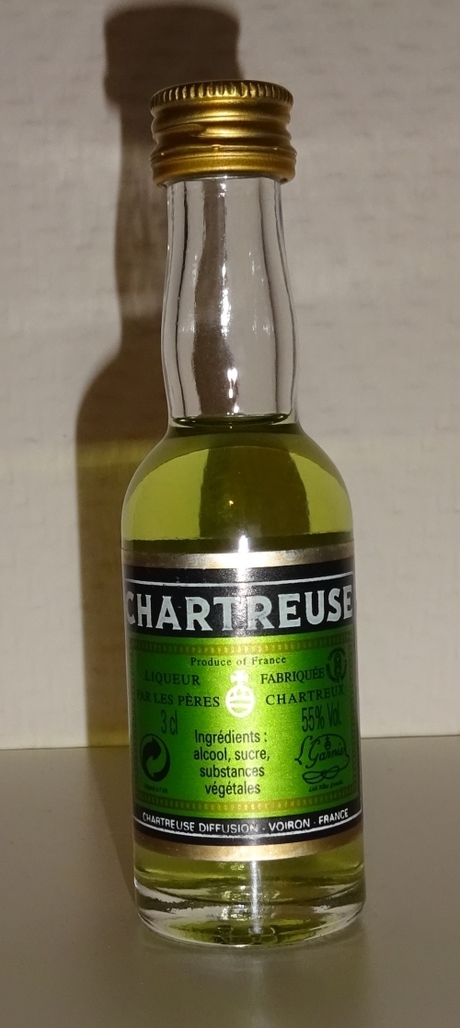 CHARTREUSE
Produce of France
LIQUEUR FABRIQUÉE
PAR LES PÈRES CHARTREUX
3 cl 55% Vol.
Ingrédients :
alcool, sucre,
substances
végétales
L. Garnier
CHARTREUSE DIFFUSION - VOIRON - FRANCE